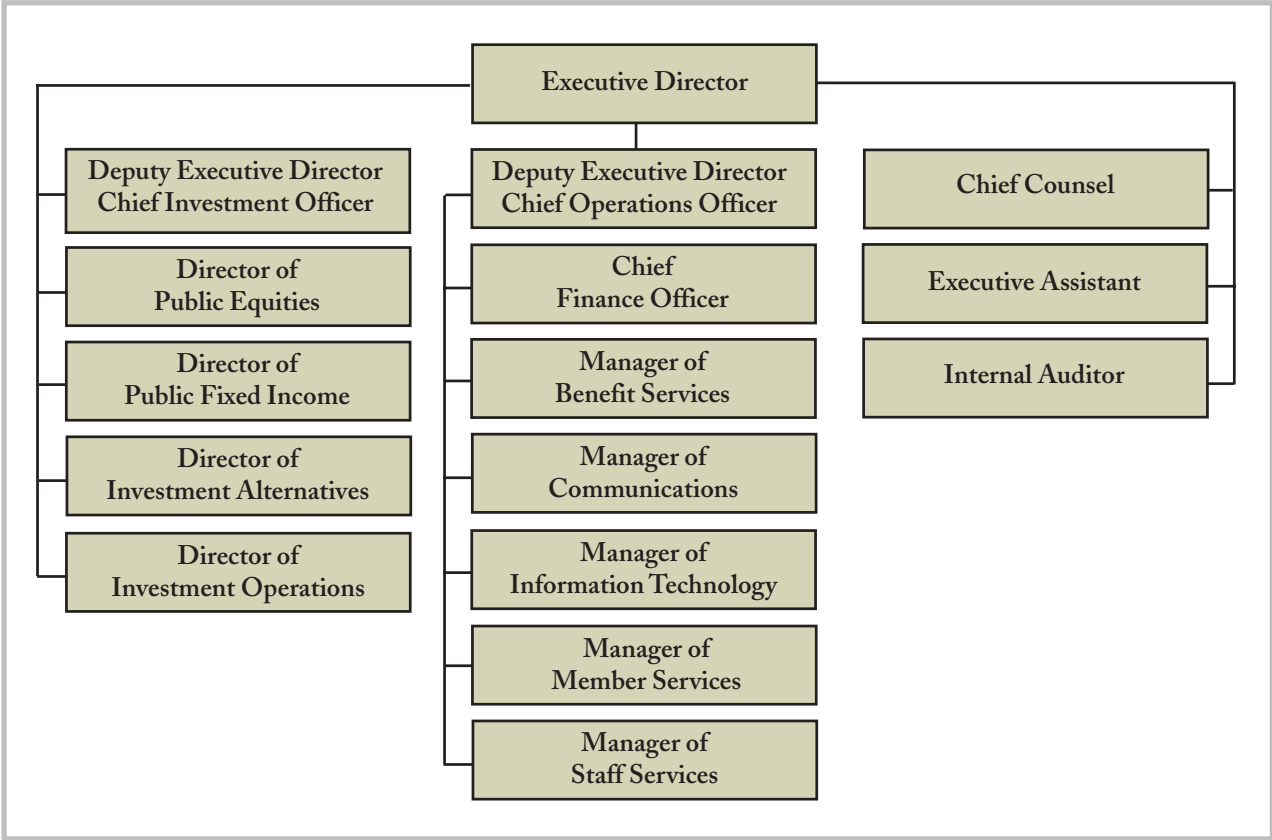 Executive Director
Deputy Executive Director
Chief Investment Officer
Director of
Public Equities
Director of
Public Fixed Income
Director of
Investment Alternatives
Director of
Investment Operations
Deputy Executive Director
Chief Operations Officer
Chief
Finance Officer
Manager of
Benefit Services
Manager of
Communications
Manager of
Information Technology
Manager of
Member Services
Manager of
Staff Services
Chief Counsel
Executive Assistant
Internal Auditor